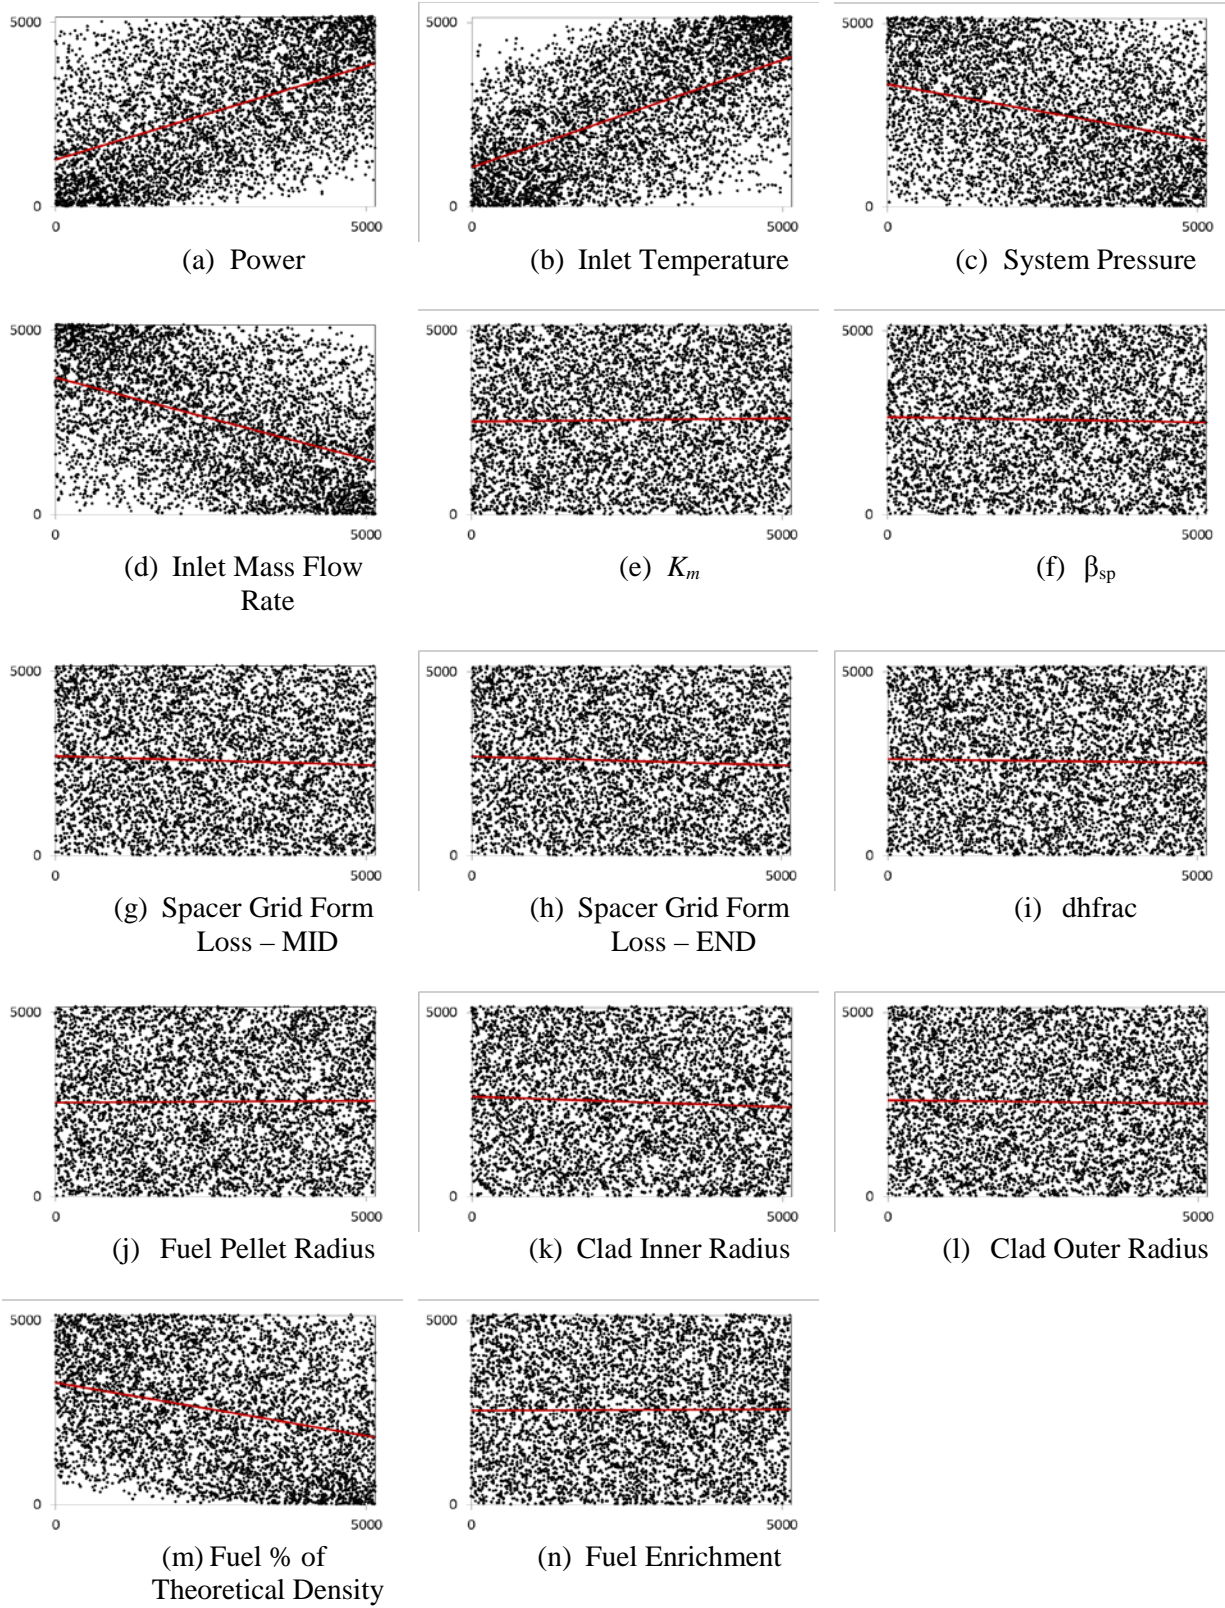 5000 5000 5000
0 0 0
0 5000 0 5000 0 5000
(a) Power (b) Inlet Temperature (c) System Pressure
5000 5000 5000
0 0 0
0 5000 0 5000 0 5000
(d) Inlet Mass Flow (e) Km (f) βsp
Rate
5000 5000 5000
0 0 0
0 5000 0 5000 0 5000
(g) Spacer Grid Form (h) Spacer Grid Form (i) dhfrac
Loss – MID Loss – END
5000 5000 5000
0 0 0
0 5000 0 5000 0 5000
(j) Fuel Pellet Radius (k) Clad Inner Radius (l) Clad Outer Radius
5000 5000
0 0
0 5000 0 5000
(m) Fuel % of (n) Fuel Enrichment
Theoretical Density